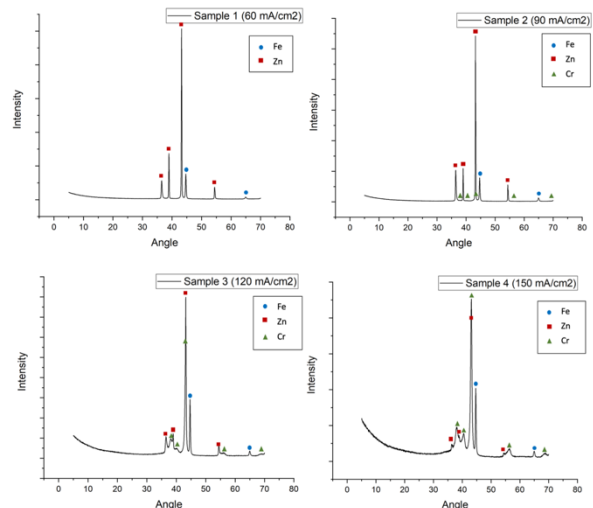 Sample 1 (60 mA/cm2)
Fe
Zn
Intensity
0 10 20 30 40 50 60 70 80
Angle
Sample 2 (90 mA/cm2)
Fe
Zn
Cr
Intensity
0 10 20 30 40 50 60 70 80
Angle
Sample 3 (120 mA/cm2)
Fe
Zn
Cr
Intensity
0 10 20 30 40 50 60 70 80
Angle
Sample 4 (150 mA/cm2)
Fe
Zn
Cr
Intensity
0 10 20 30 40 50 60 70 80
Angle